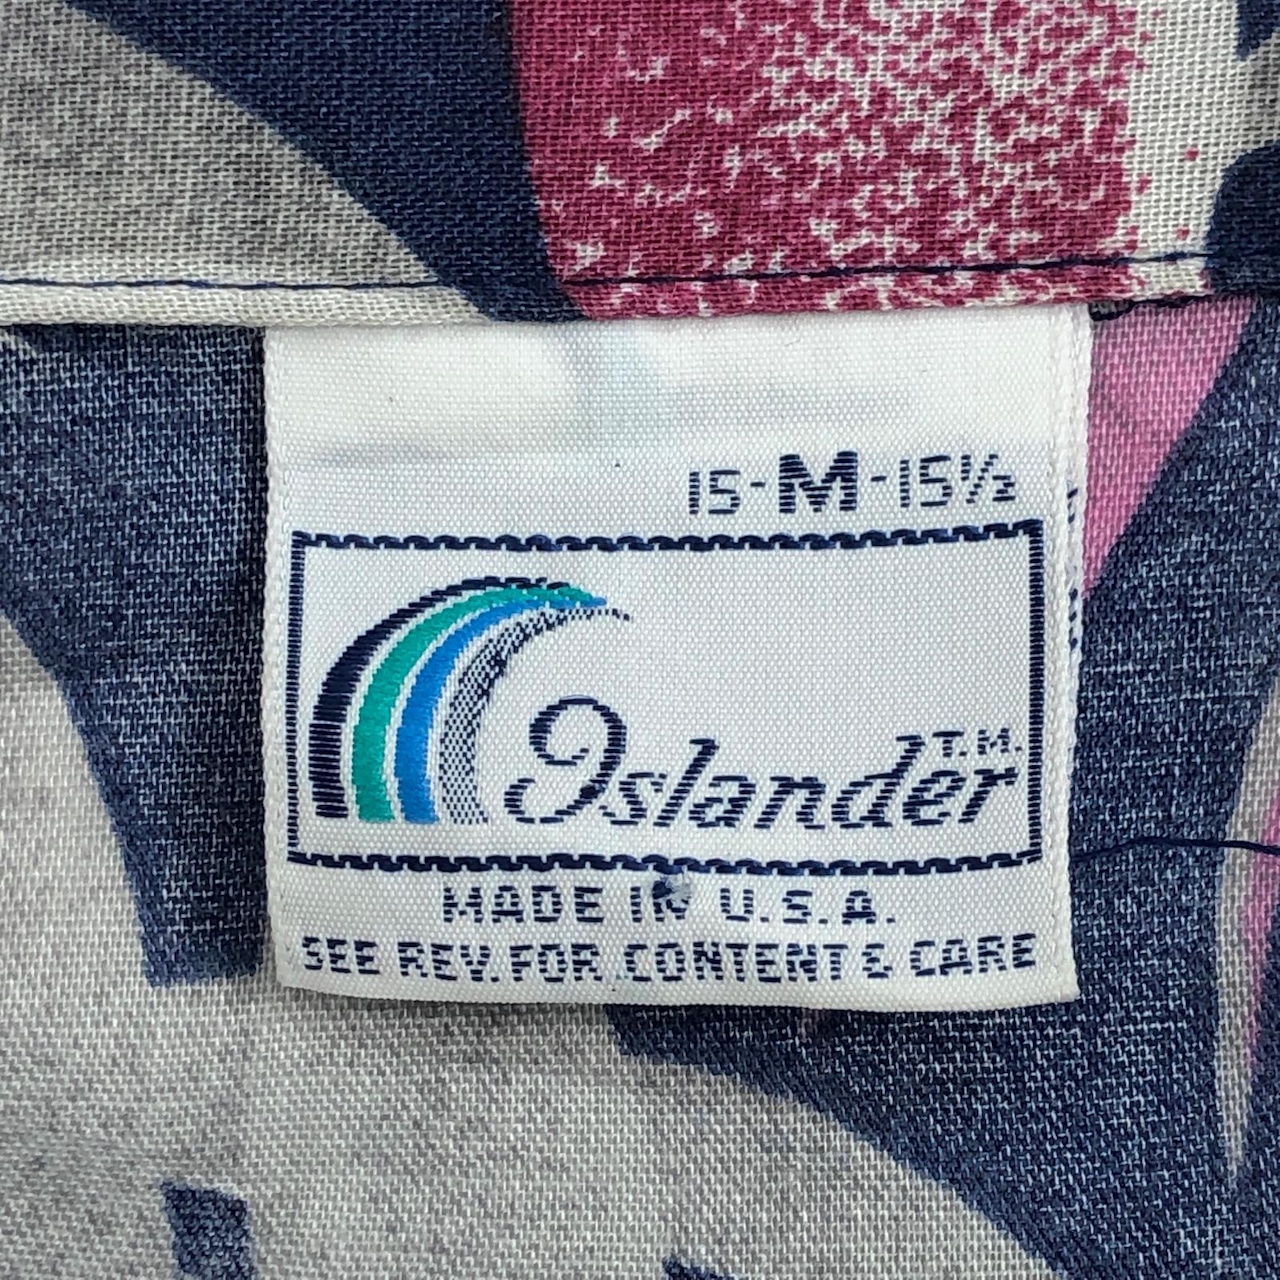 15-M-15½
Islander T.M.
MADE IN U.S.A.
SEE REV. FOR CONTENT & CARE